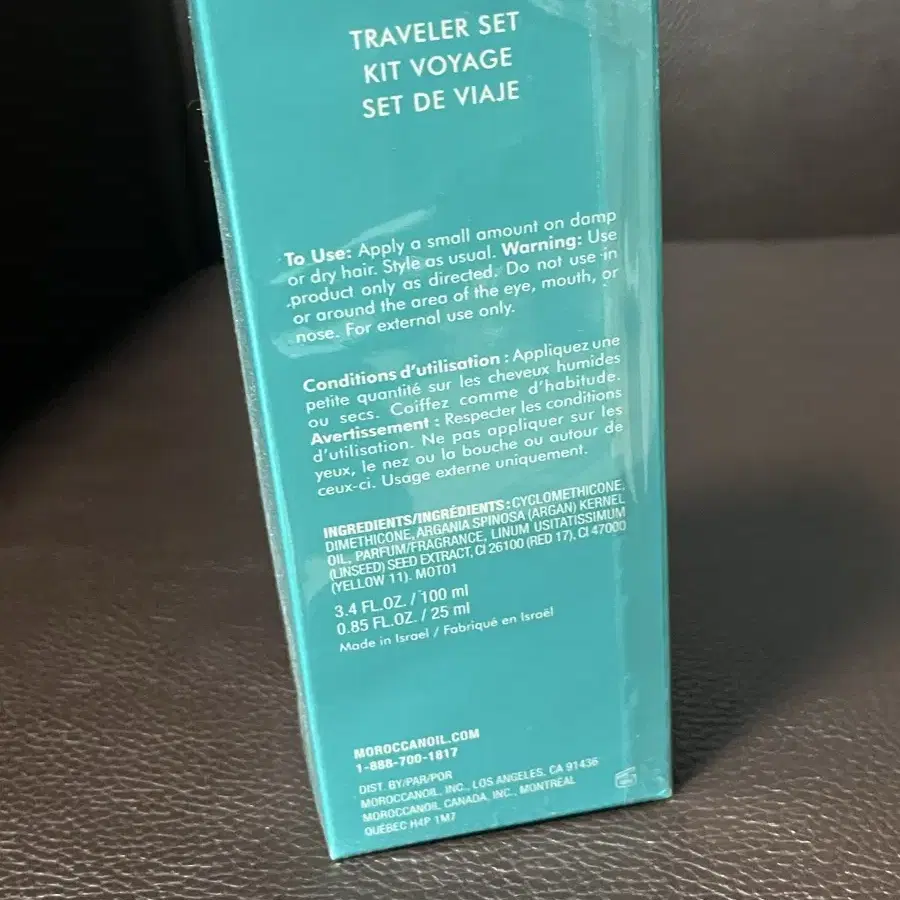 TRAVELER SET
KIT VOYAGE
SET DE VIAJE
To Use: Apply a small amount on damp
or dry hair. Style as usual. Warning: Use
product only as directed. Do not use in
or around the area of the eye, mouth, or
nose. For external use only.
Conditions d'utilisation : Appliquez une
petite quantité sur les cheveux humides
ou secs. Coiffez comme d'habitude.
Avertissement : Respecter les conditions
d'utilisation. Ne pas appliquer sur les
yeux, le nez ou la bouche ou autour de
ceux-ci. Usage externe uniquement.
INGREDIENTS/INGRÉDIENTS: CYCLOMETHICONE,
DIMETHICONE, ARGANIA SPINOSA (ARGAN) KERNEL
OIL, PARFUM/FRAGRANCE, LINUM USITATISSIMUM
(LINSEED) SEED EXTRACT, CI 26100 (RED 17), CI 47000
(YELLOW 11). MOT01
3.4 FL.OZ. / 100 ml
0.85 FL.OZ. / 25 ml
Made in Israel / Fabriqué en Israël
MOROCCANOIL.COM
1-888-700-1817
DIST. BY/PAR/POR
MOROCCANOIL, INC., LOS ANGELES, CA 91436
MOROCCANOIL CANADA, INC., MONTRÉAL
QUÉBEC H4P 1M7